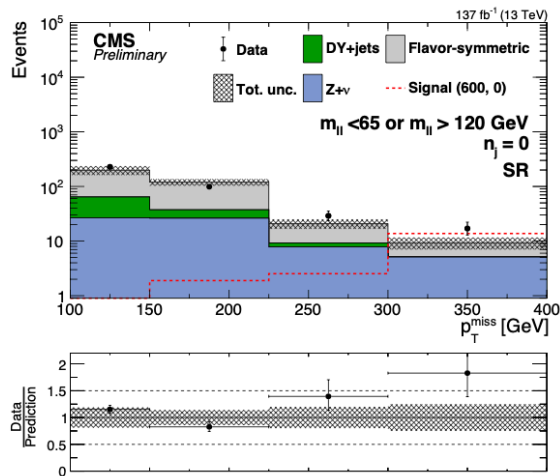 137 fb⁻¹ (13 TeV)
Events
10⁵
10⁴
10³
10²
10
1
CMS
Preliminary
Data
DY+jets
Flavor-symmetric
Tot. unc.
Z+ν
Signal (600, 0)
m_ll <65 or m_ll > 120 GeV
n_j = 0
SR
100 150 200 250 300 350 400
p_T^miss [GeV]
Data
Prediction
2
1.5
1
0.5
0